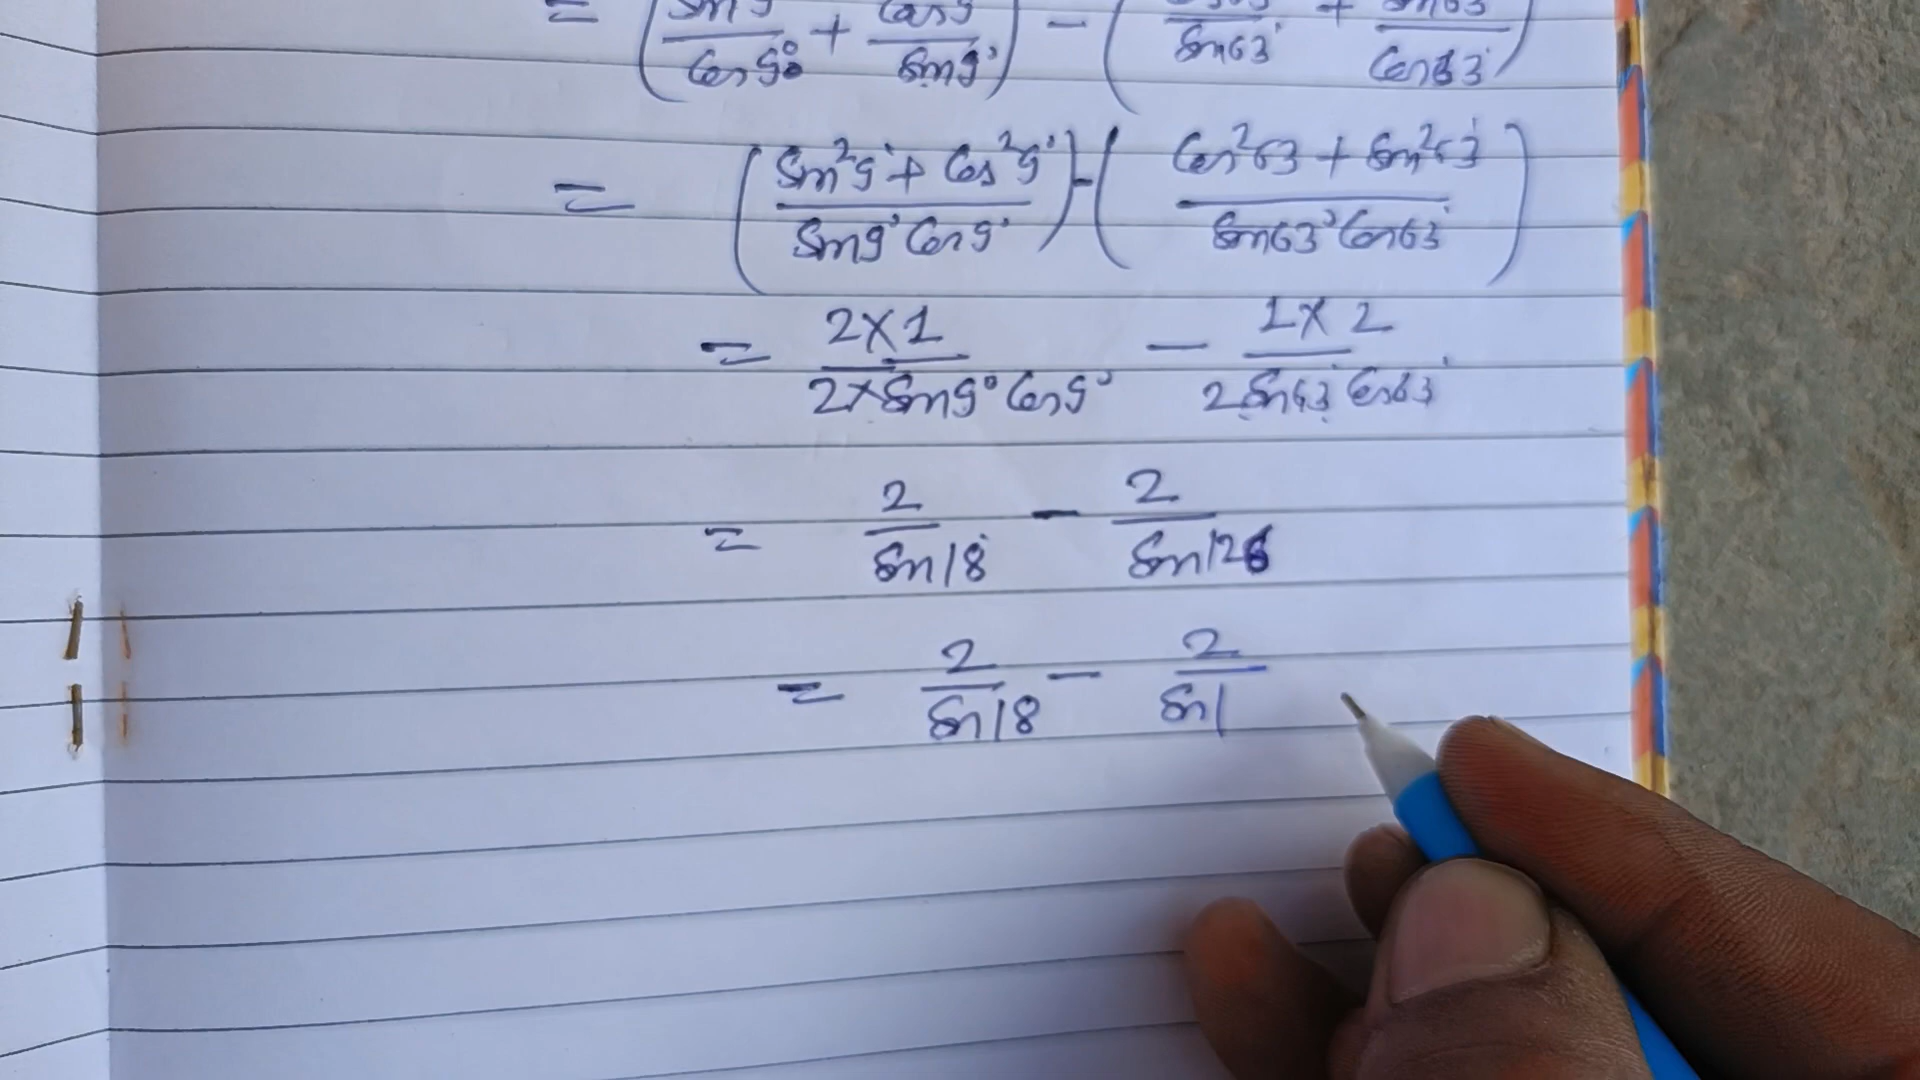 = (sin9/cos9° + cos9/sin9°) - (cos63/sin63° + sin63/cos63°)
= (sin²9° + cos²9°/sin9° cos9°) - (cos²63 + sin²63°/sin63° cos63°)
= 2×1/2×sin9° cos9° - 1×2/2 sin63° cos63°
= 2/sin18° - 2/sin126
= 2/sin18 - 2/sin1